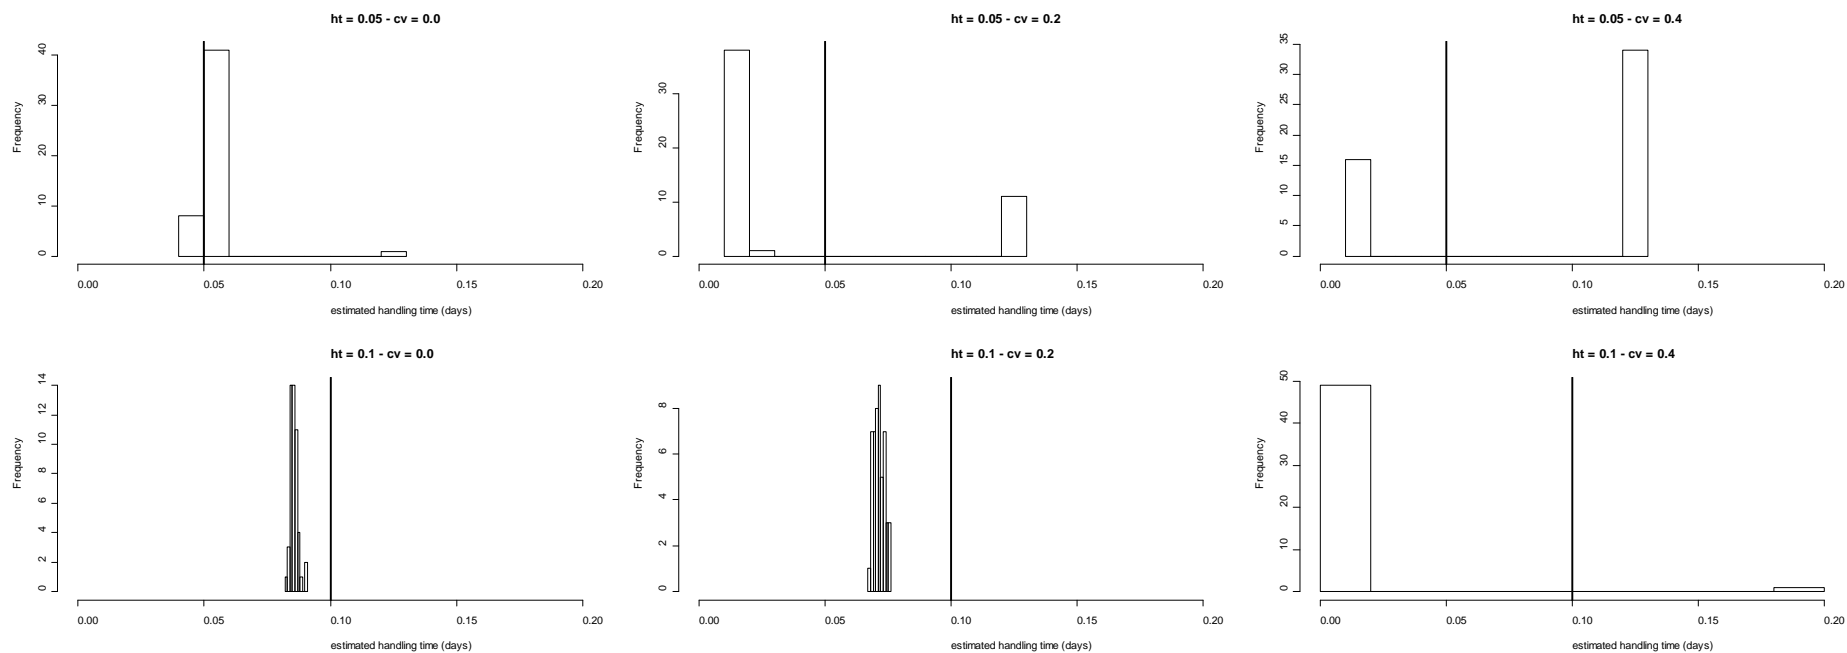 ht = 0.05 - cv = 0.0
Frequency
40
30
20
10
0
0.00 0.05 0.10 0.15 0.20
estimated handling time (days)
ht = 0.05 - cv = 0.2
Frequency
30
20
10
0
0.00 0.05 0.10 0.15 0.20
estimated handling time (days)
ht = 0.05 - cv = 0.4
Frequency
35
30
25
20
15
10
5
0
0.00 0.05 0.10 0.15 0.20
estimated handling time (days)
ht = 0.1 - cv = 0.0
Frequency
14
12
10
8
6
4
2
0
0.00 0.05 0.10 0.15 0.20
estimated handling time (days)
ht = 0.1 - cv = 0.2
Frequency
8
6
4
2
0
0.00 0.05 0.10 0.15 0.20
estimated handling time (days)
ht = 0.1 - cv = 0.4
Frequency
50
40
30
20
10
0
0.00 0.05 0.10 0.15 0.20
estimated handling time (days)